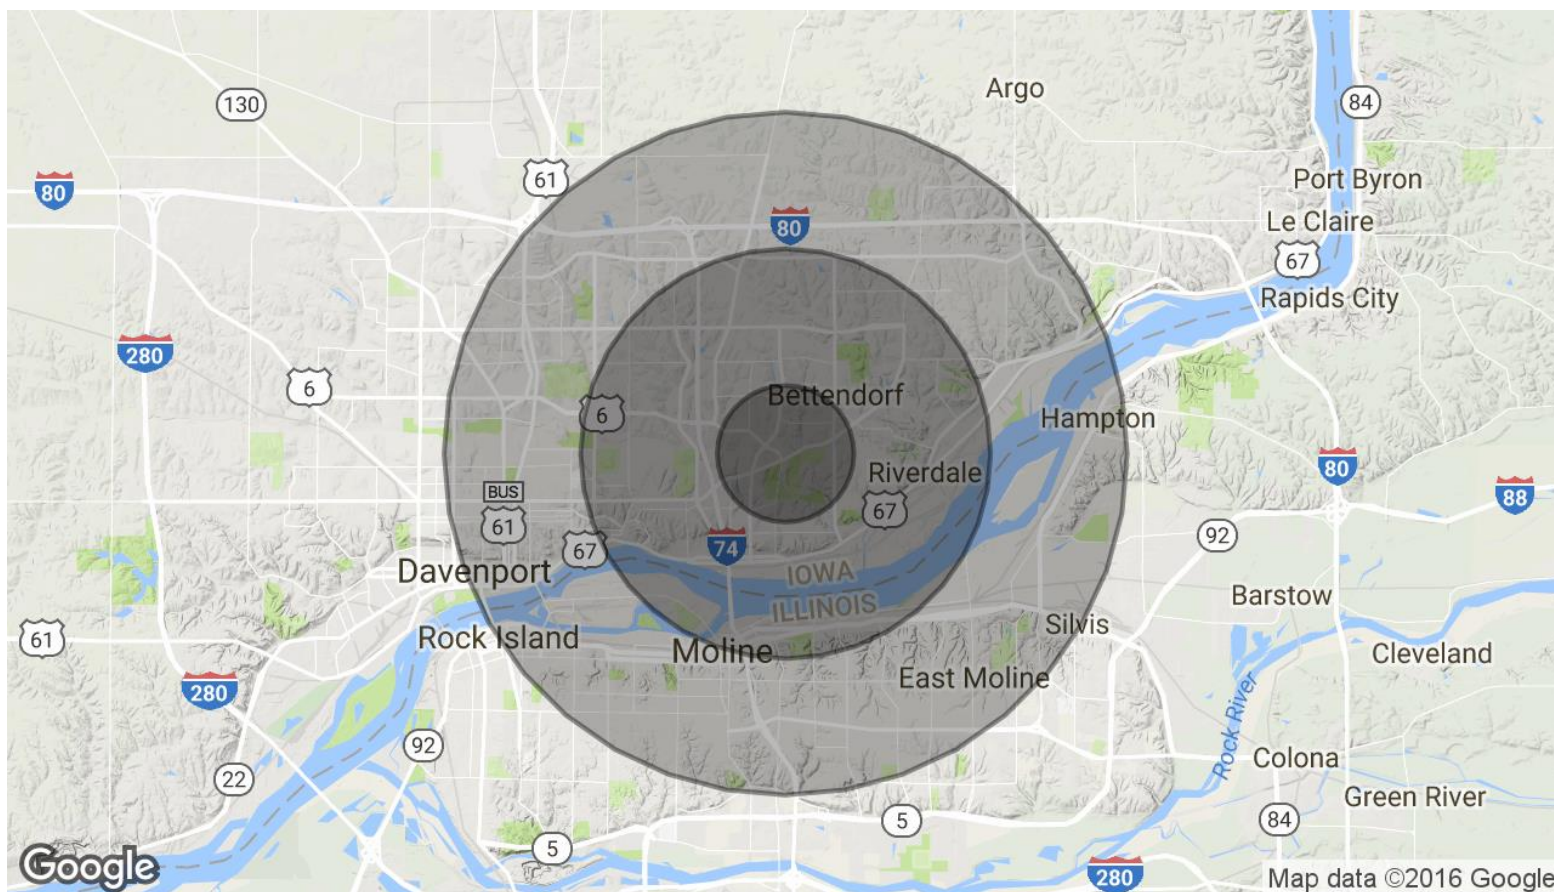 Argo
130
84
61
Port Byron
80
Le Claire
80
67
Rapids City
280
6
Bettendorf
6
Hampton
Riverdale
80
BUS
88
67
61
92
67
74
Davenport
IOWA
Barstow
ILLINOIS
Silvis
61
Rock Island
Moline
Cleveland
East Moline
280
Rock River
92
Colona
22
Green River
5
84
5
Google
280
Map data ©2016 Google